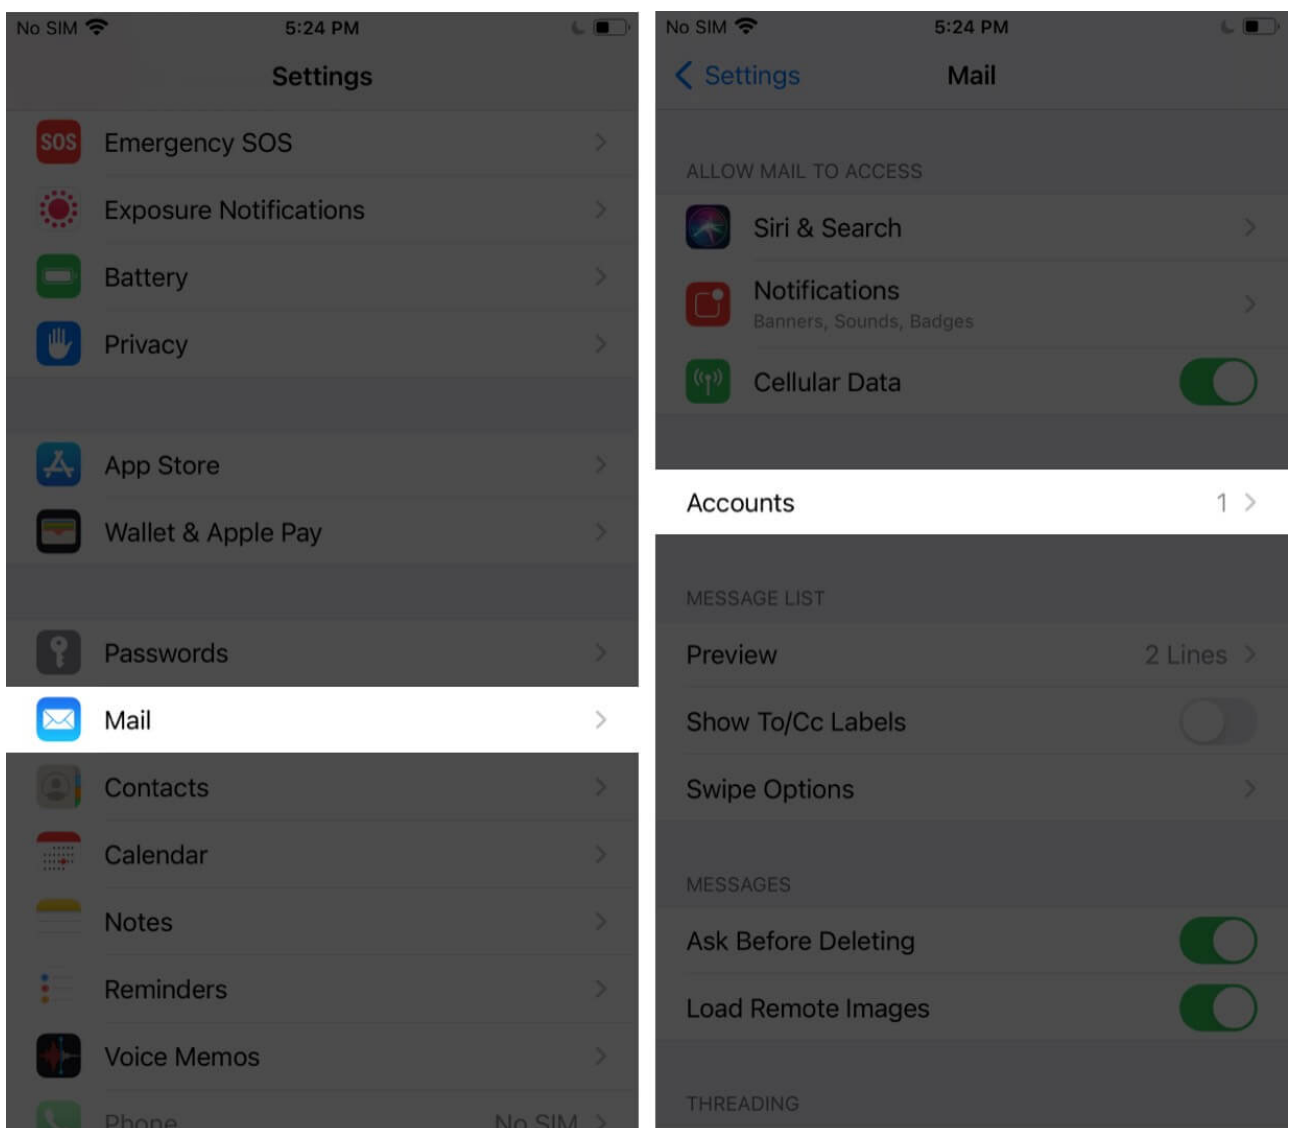 No SIM
5:24 PM
Settings
SOS
Emergency SOS
Exposure Notifications
Battery
Privacy
App Store
Wallet & Apple Pay
Passwords
Mail
Contacts
Calendar
Notes
Reminders
Voice Memos
Phone
No SIM
No SIM
5:24 PM
Settings
Mail
ALLOW MAIL TO ACCESS
Siri & Search
Notifications
Banners, Sounds, Badges
Cellular Data
Accounts
1
MESSAGE LIST
Preview
2 Lines
Show To/Cc Labels
Swipe Options
MESSAGES
Ask Before Deleting
Load Remote Images
THREADING